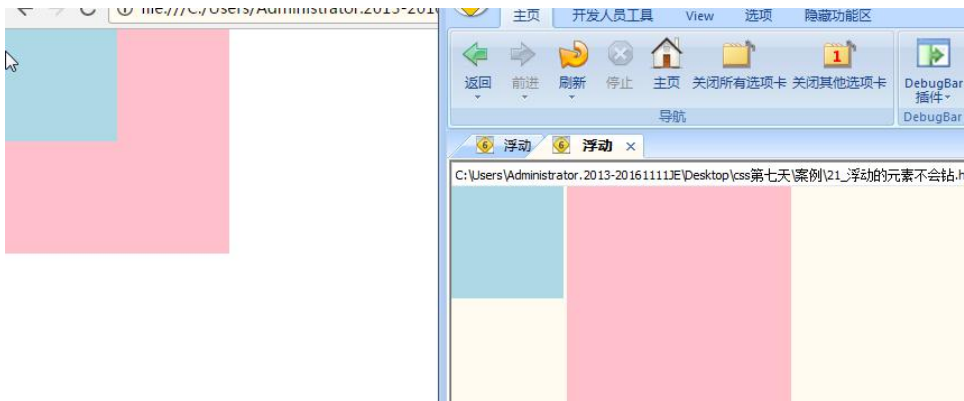 file:///C:/Users/Administrator.2013-2016
主页 开发人员工具 View 选项 隐藏功能区
返回 前进 刷新 停止 主页 关闭所有选项卡 关闭其他选项卡 DebugBar
插件
导航 DebugBar
浮动 浮动
C:\Users\Administrator.2013-20161111JE\Desktop\css第七天\案例\21_浮动的元素不会钻.h